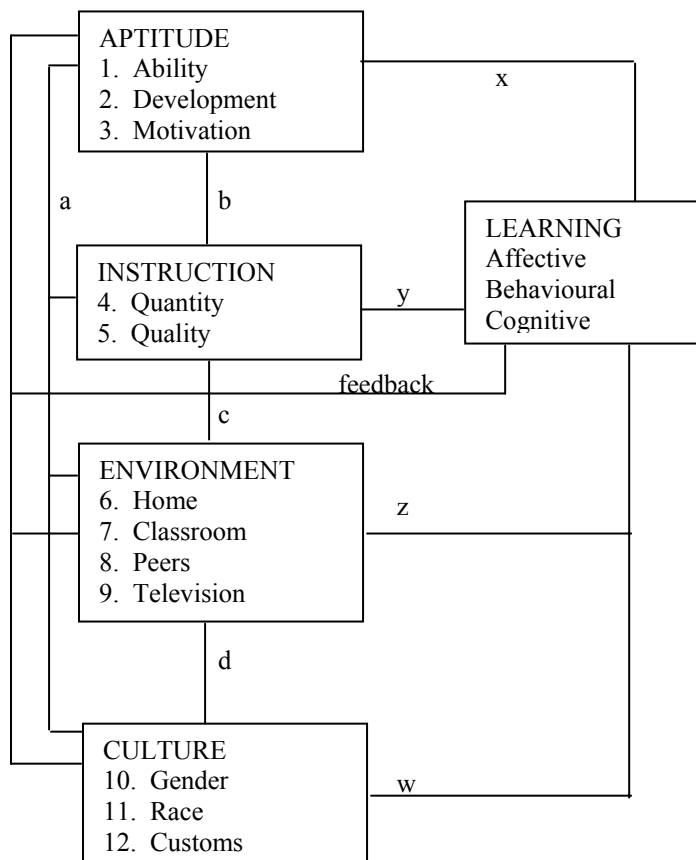 APTITUDE
1. Ability
2. Development
3. Motivation
x
a
b
LEARNING
Affective
Behavioural
Cognitive
INSTRUCTION
4. Quantity
5. Quality
y
feedback
c
ENVIRONMENT
6. Home
7. Classroom
8. Peers
9. Television
z
d
CULTURE
10. Gender
11. Race
12. Customs
w